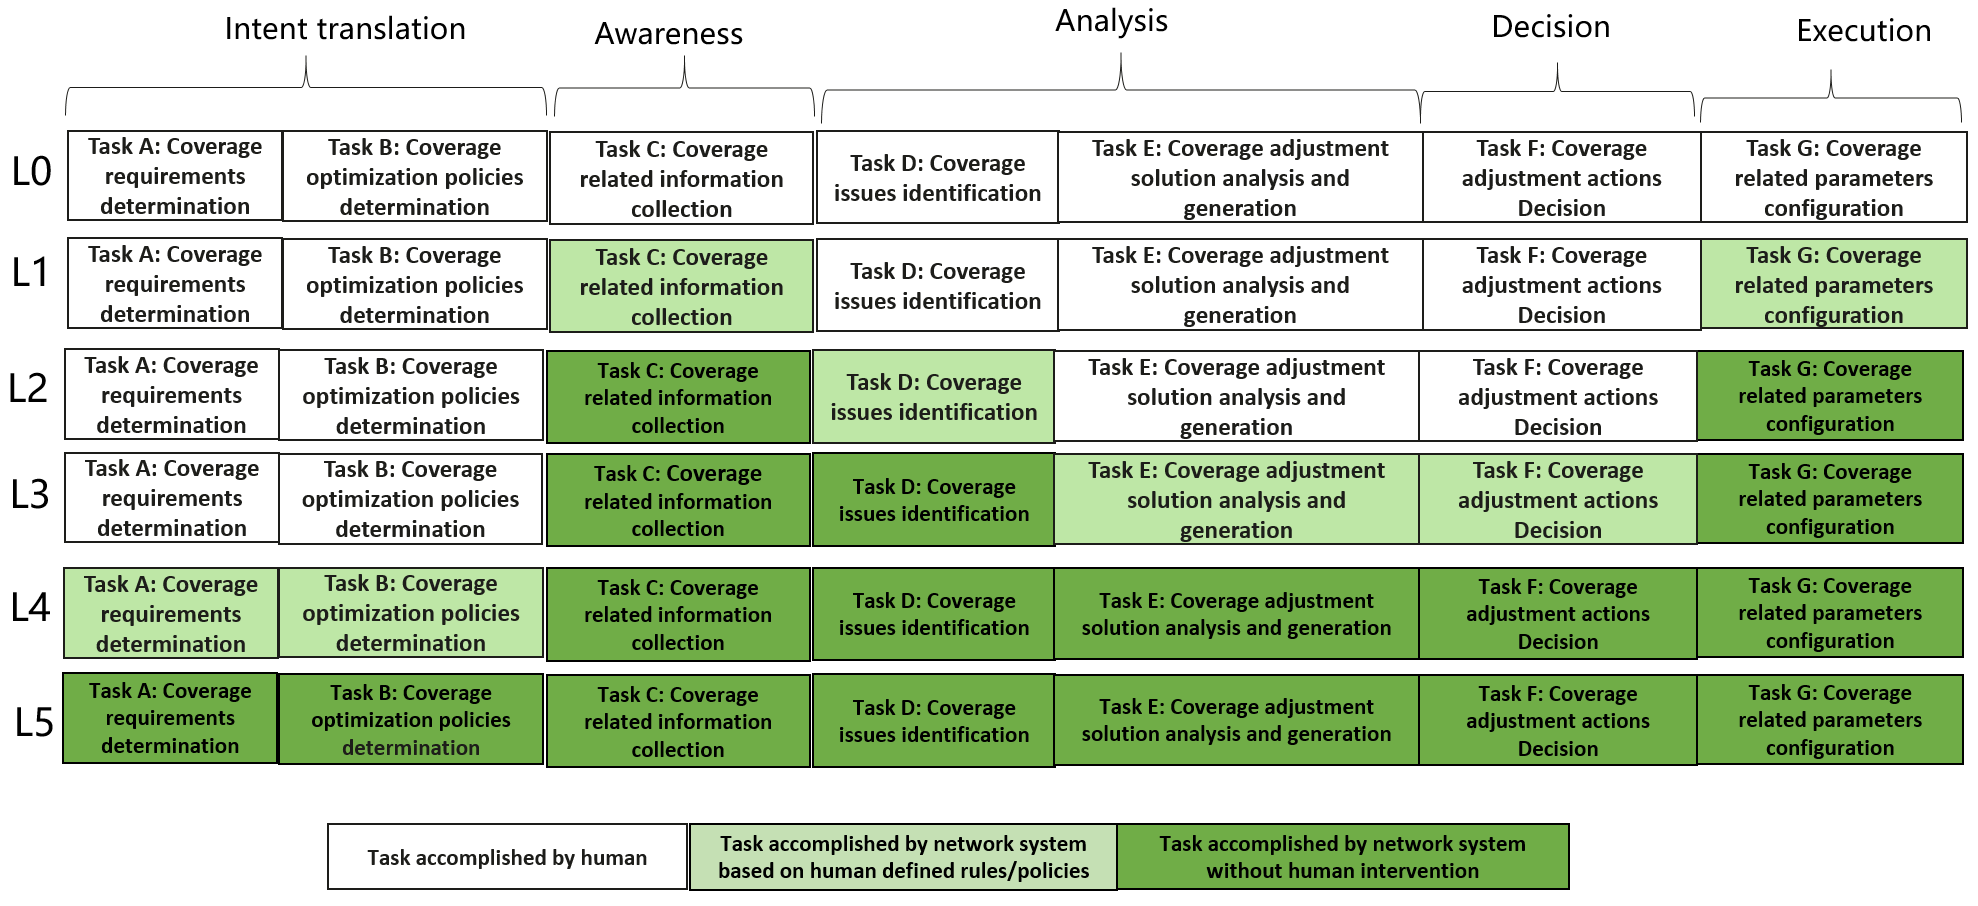 Intent translation
Awareness
Analysis
Decision
Execution
L0
Task A: Coverage
requirements
determination
Task B: Coverage
optimization policies
determination
Task C: Coverage
related information
collection
Task D: Coverage
issues identification
Task E: Coverage adjustment
solution analysis and
generation
Task F: Coverage
adjustment actions
Decision
Task G: Coverage
related parameters
configuration
L1
Task A: Coverage
requirements
determination
Task B: Coverage
optimization policies
determination
Task C: Coverage
related information
collection
Task D: Coverage
issues identification
Task E: Coverage adjustment
solution analysis and
generation
Task F: Coverage
adjustment actions
Decision
Task G: Coverage
related parameters
configuration
L2
Task A: Coverage
requirements
determination
Task B: Coverage
optimization policies
determination
Task C: Coverage
related information
collection
Task D: Coverage
issues identification
Task E: Coverage adjustment
solution analysis and
generation
Task F: Coverage
adjustment actions
Decision
Task G: Coverage
related parameters
configuration
L3
Task A: Coverage
requirements
determination
Task B: Coverage
optimization policies
determination
Task C: Coverage
related information
collection
Task D: Coverage
issues identification
Task E: Coverage adjustment
solution analysis and
generation
Task F: Coverage
adjustment actions
Decision
Task G: Coverage
related parameters
configuration
L4
Task A: Coverage
requirements
determination
Task B: Coverage
optimization policies
determination
Task C: Coverage
related information
collection
Task D: Coverage
issues identification
Task E: Coverage adjustment
solution analysis and generation
Task F: Coverage
adjustment actions
Decision
Task G: Coverage
related parameters
configuration
L5
Task A: Coverage
requirements
determination
Task B: Coverage
optimization policies
determination
Task C: Coverage
related information
collection
Task D: Coverage
issues identification
Task E: Coverage adjustment
solution analysis and generation
Task F: Coverage
adjustment actions
Decision
Task G: Coverage
related parameters
configuration
Task accomplished by human
Task accomplished by network system
based on human defined rules/policies
Task accomplished by network system
without human intervention